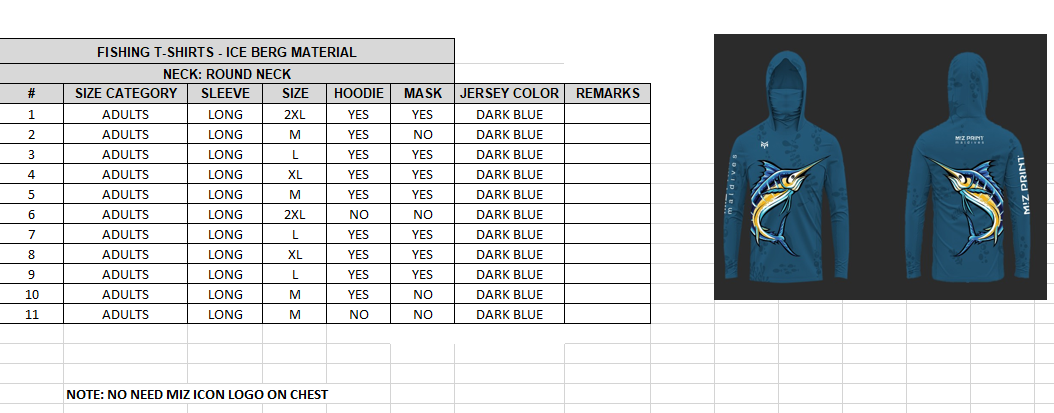 FISHING T-SHIRTS - ICE BERG MATERIAL
NECK: ROUND NECK
# SIZE CATEGORY SLEEVE SIZE HOODIE MASK JERSEY COLOR REMARKS
1 ADULTS LONG 2XL YES YES DARK BLUE
2 ADULTS LONG M YES NO DARK BLUE
3 ADULTS LONG L YES YES DARK BLUE
4 ADULTS LONG XL YES YES DARK BLUE
5 ADULTS LONG M YES YES DARK BLUE
6 ADULTS LONG 2XL NO NO DARK BLUE
7 ADULTS LONG L YES YES DARK BLUE
8 ADULTS LONG XL YES YES DARK BLUE
9 ADULTS LONG L YES YES DARK BLUE
10 ADULTS LONG M YES NO DARK BLUE
11 ADULTS LONG M NO NO DARK BLUE
NOTE: NO NEED MIZ ICON LOGO ON CHEST
maldives
MIZ PRINT
maldives
MIZ PRINT